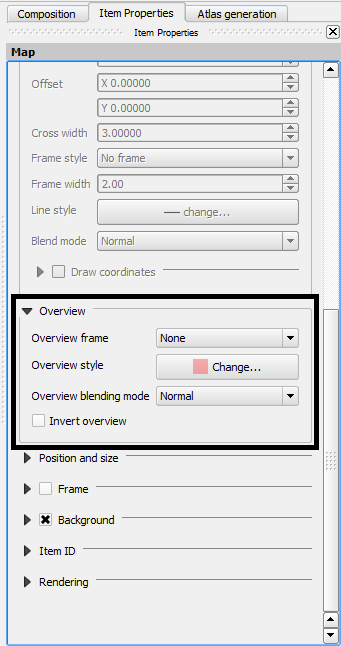 Composition Item Properties Atlas generation
Item Properties
Map
Offset X 0.00000
Y 0.00000
Cross width 3.00000
Frame style No frame
Frame width 2.00
Line style change...
Blend mode Normal
Draw coordinates
Overview
Overview frame None
Overview style Change...
Overview blending mode Normal
Invert overview
Position and size
Frame
Background
Item ID
Rendering